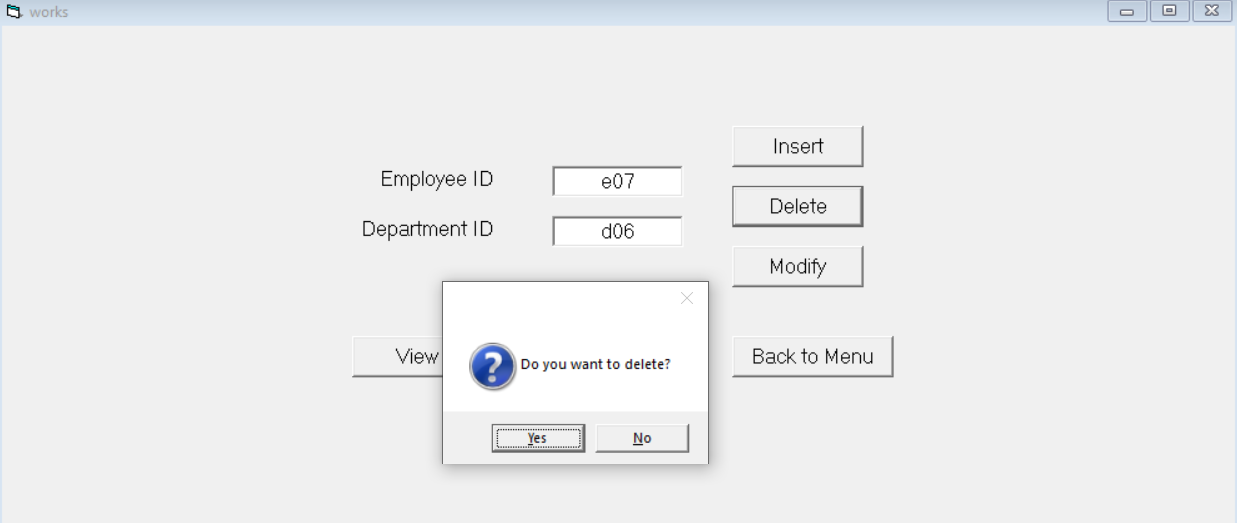 works
Insert
Employee ID e07
Delete
Department ID d06
Modify
View
Back to Menu
Do you want to delete?
Yes No